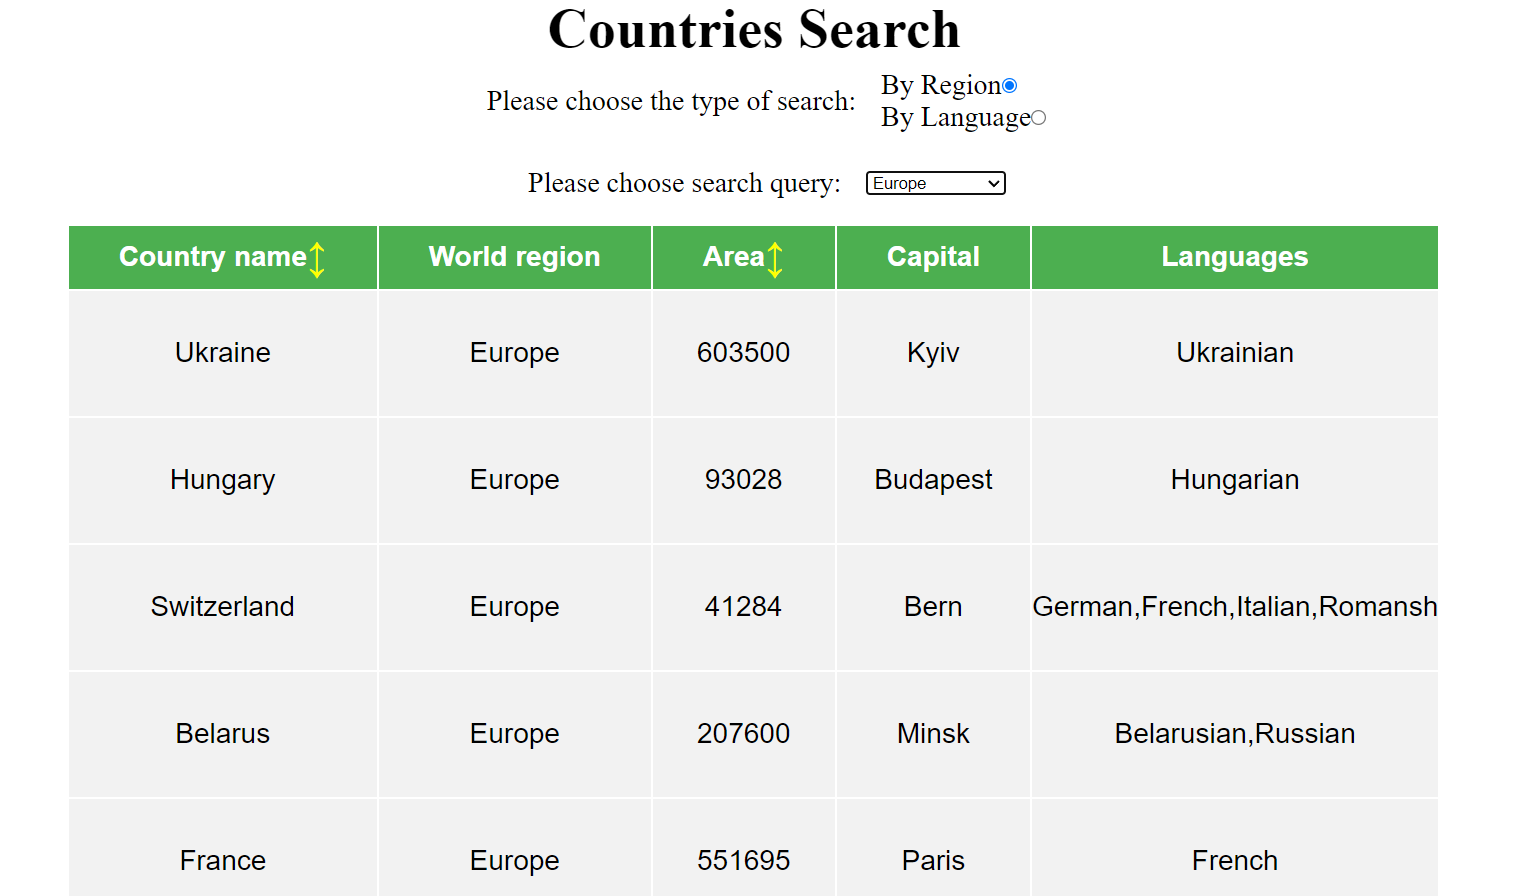 Countries Search
Please choose the type of search:
By Region
By Language
Please choose search query: Europe
Country name↕ World region Area↕ Capital Languages
Ukraine Europe 603500 Kyiv Ukrainian
Hungary Europe 93028 Budapest Hungarian
Switzerland Europe 41284 Bern German,French,Italian,Romansh
Belarus Europe 207600 Minsk Belarusian,Russian
France Europe 551695 Paris French